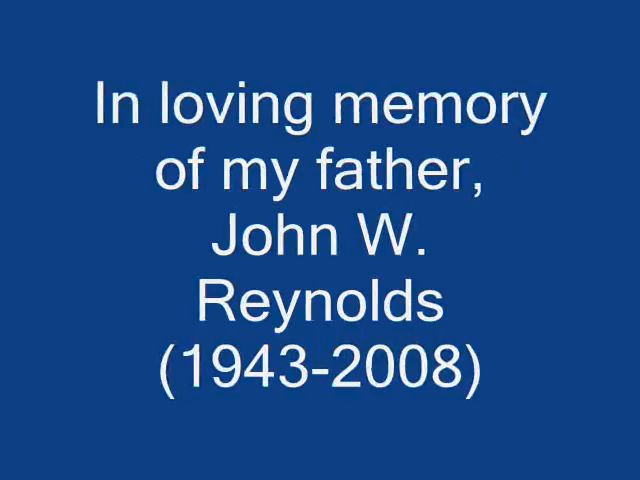 In loving memory
of my father,
John W.
Reynolds
(1943-2008)